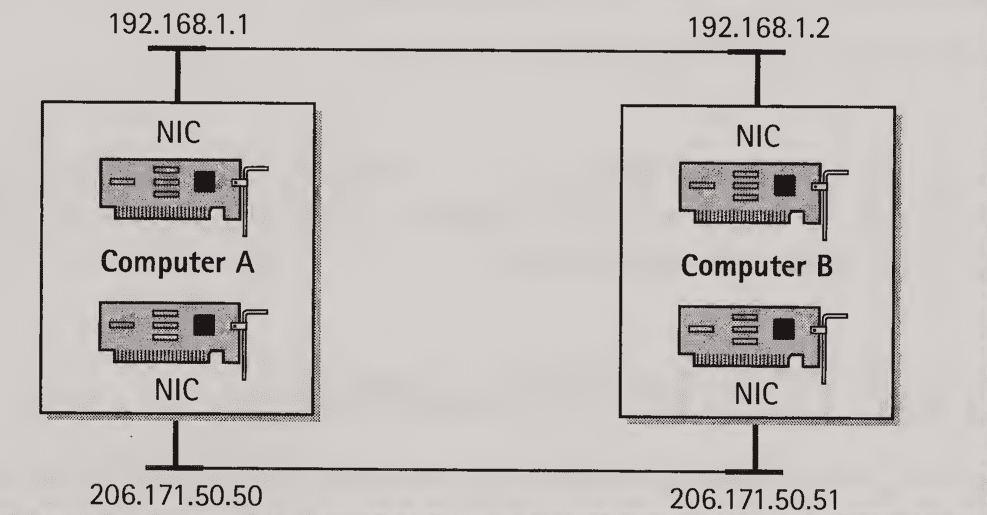 192.168.1.1
192.168.1.2
NIC
NIC
Computer A
Computer B
NIC
NIC
206.171.50.50
206.171.50.51